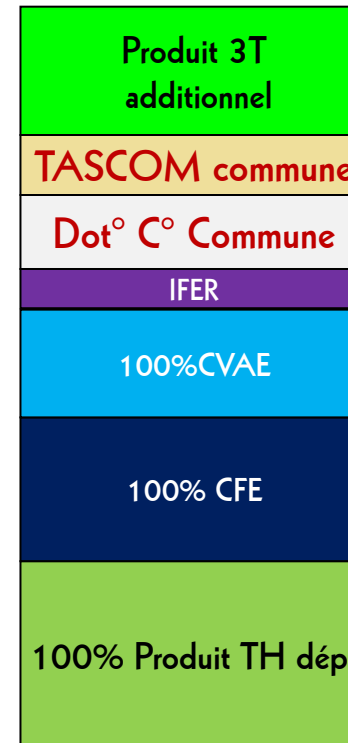 Produit 3T
additionnel
TASCOM commune
Dot° C° Commune
IFER
100%CVAE
100% CFE
100% Produit TH dép